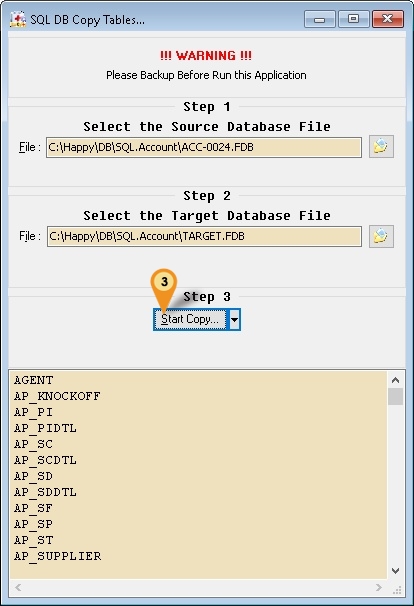 SQL DB Copy Tables...
!!! WARNING !!!
Please Backup Before Run this Application
Step 1
Select the Source Database File
File : C:\Happy\DB\SQL.Account\ACC-0024.FDB
Step 2
Select the Target Database File
File : C:\Happy\DB\SQL.Account\TARGET.FDB
3
Step 3
Start Copy...
AGENT
AP_KNOCKOFF
AP_PI
AP_PIDTL
AP_SC
AP_SCDTL
AP_SD
AP_SDDTL
AP_SF
AP_SP
AP_ST
AP_SUPPLIER